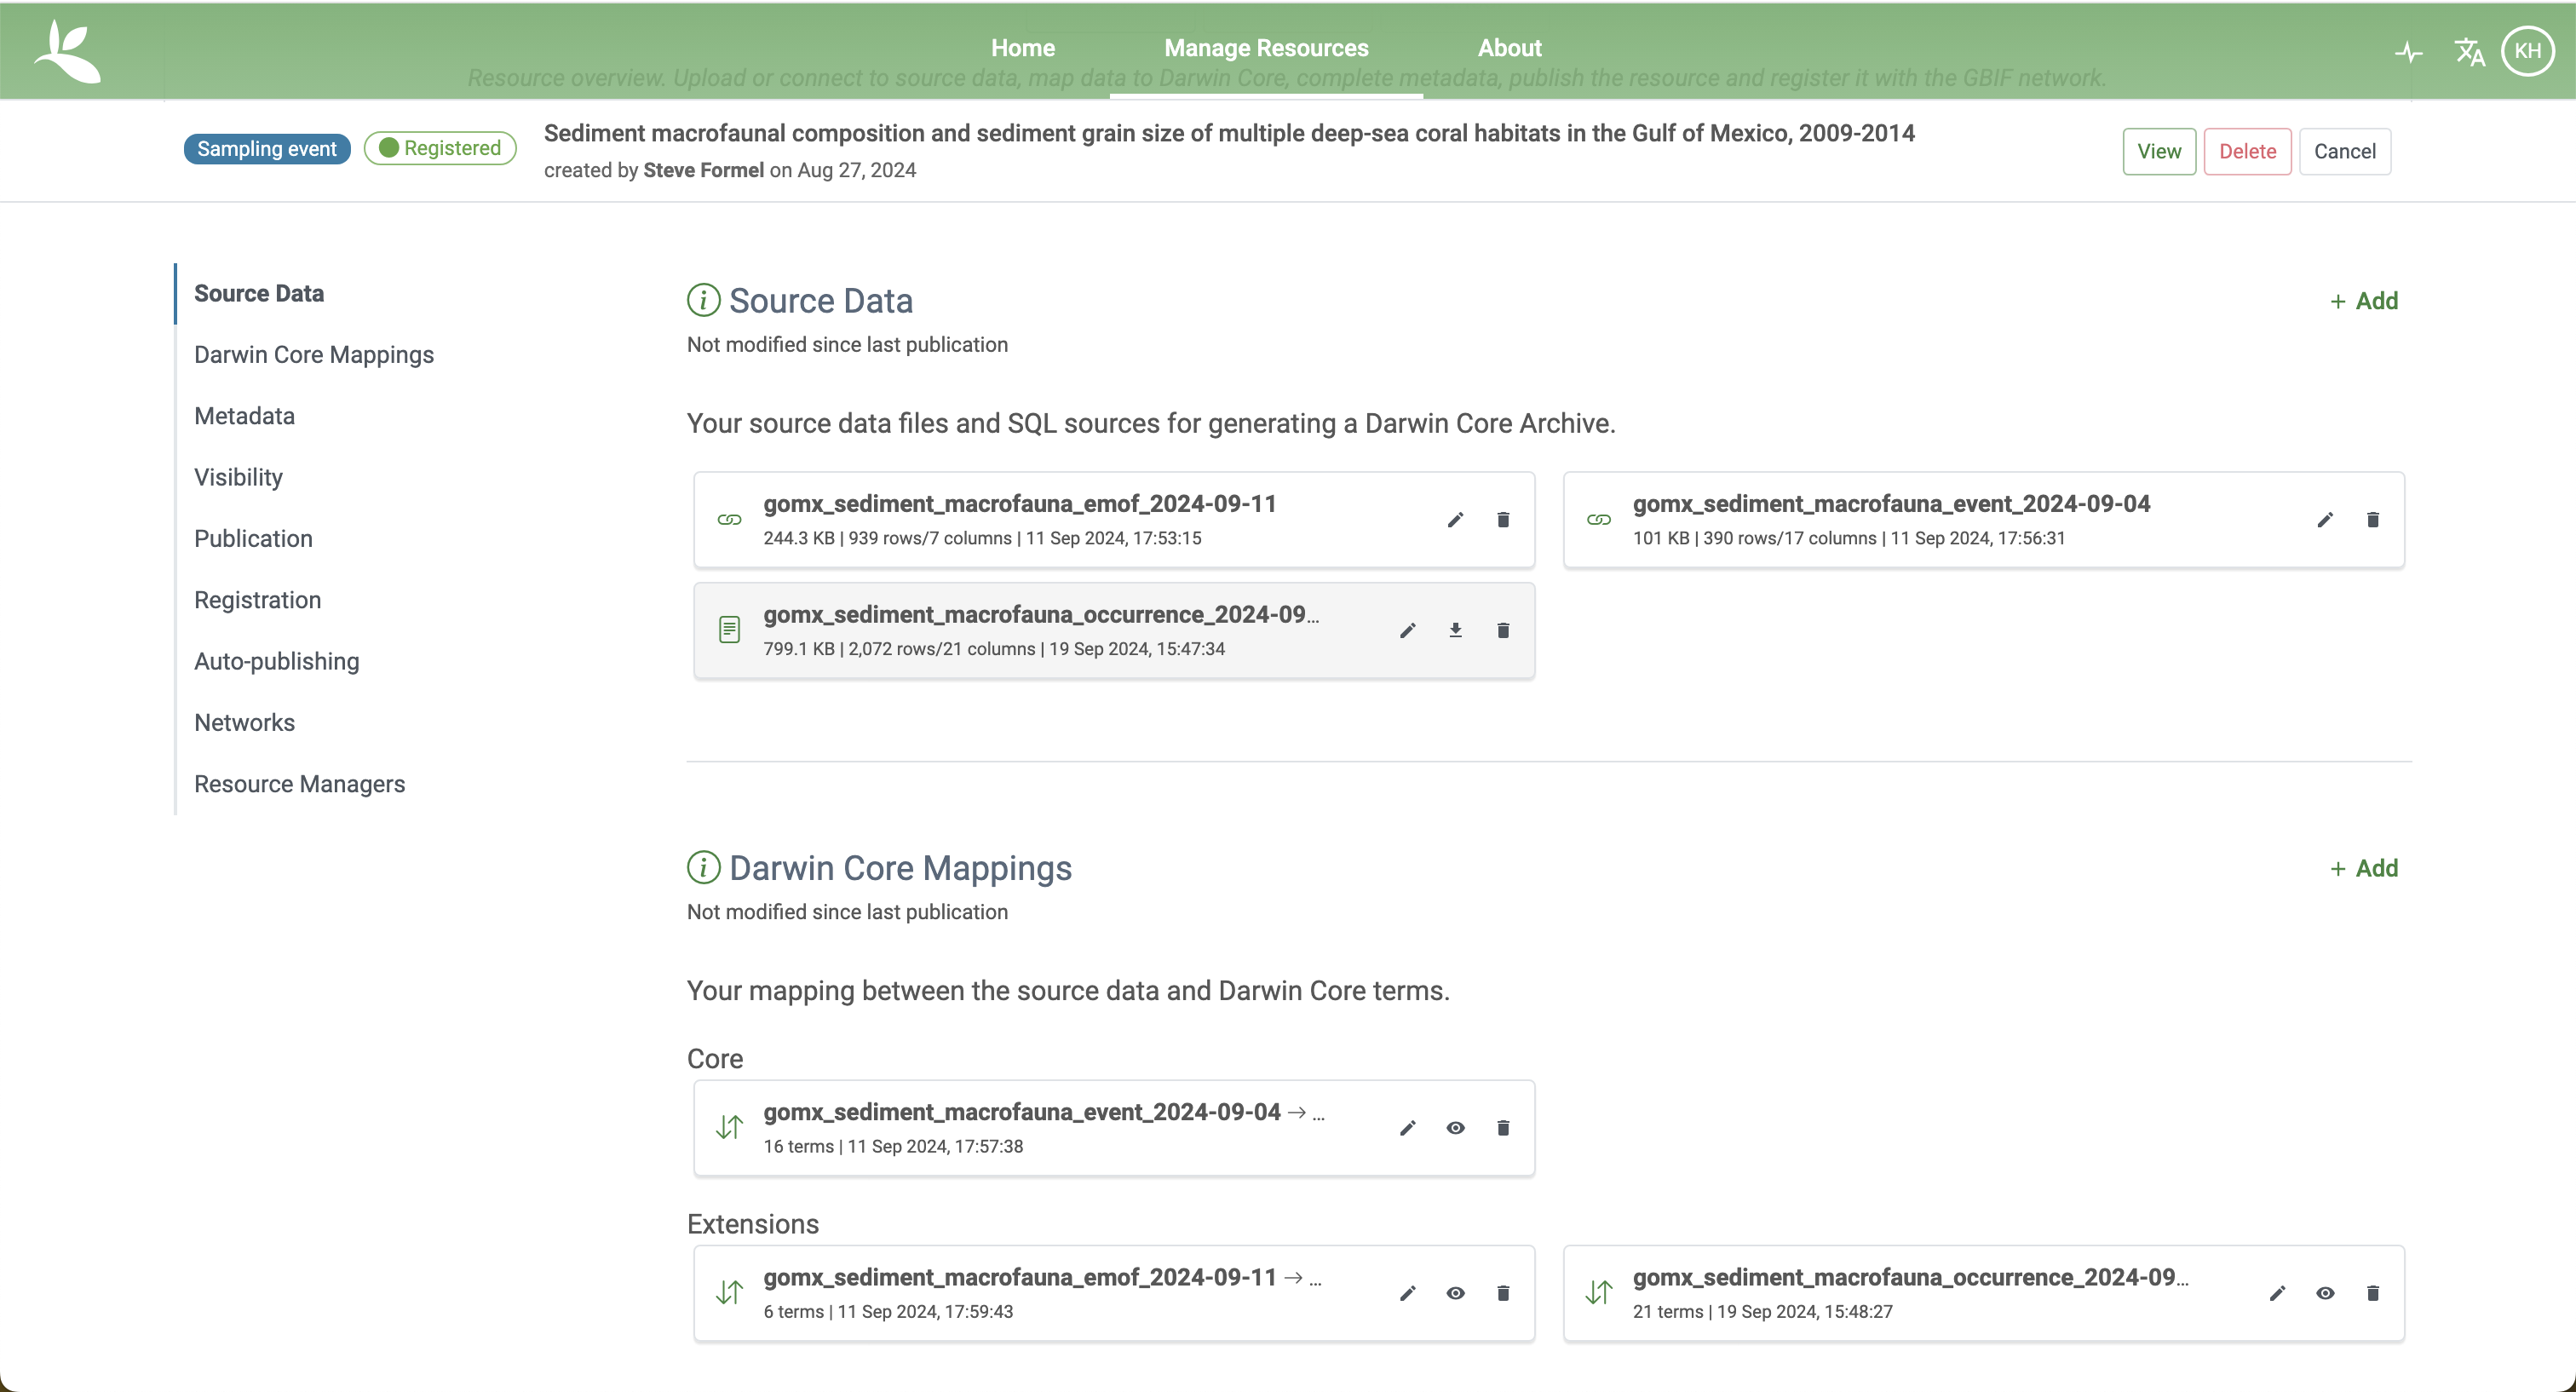 Home
Manage Resources
About
KH
Resource overview. Upload or connect to source data, map data to Darwin Core, complete metadata, publish the resource and register it with the GBIF network.
Sampling event
Registered
Sediment macrofaunal composition and sediment grain size of multiple deep-sea coral habitats in the Gulf of Mexico, 2009-2014
created by Steve Formel on Aug 27, 2024
View
Delete
Cancel
Source Data
Darwin Core Mappings
Metadata
Visibility
Publication
Registration
Auto-publishing
Networks
Resource Managers
Source Data
+ Add
Not modified since last publication
Your source data files and SQL sources for generating a Darwin Core Archive.
gomx_sediment_macrofauna_emof_2024-09-11
244.3 KB | 939 rows/7 columns | 11 Sep 2024, 17:53:15
gomx_sediment_macrofauna_event_2024-09-04
101 KB | 390 rows/17 columns | 11 Sep 2024, 17:56:31
gomx_sediment_macrofauna_occurrence_2024-09...
799.1 KB | 2,072 rows/21 columns | 19 Sep 2024, 15:47:34
Darwin Core Mappings
+ Add
Not modified since last publication
Your mapping between the source data and Darwin Core terms.
Core
gomx_sediment_macrofauna_event_2024-09-04 → ...
16 terms | 11 Sep 2024, 17:57:38
Extensions
gomx_sediment_macrofauna_emof_2024-09-11 → ...
6 terms | 11 Sep 2024, 17:59:43
gomx_sediment_macrofauna_occurrence_2024-09...
21 terms | 19 Sep 2024, 15:48:27